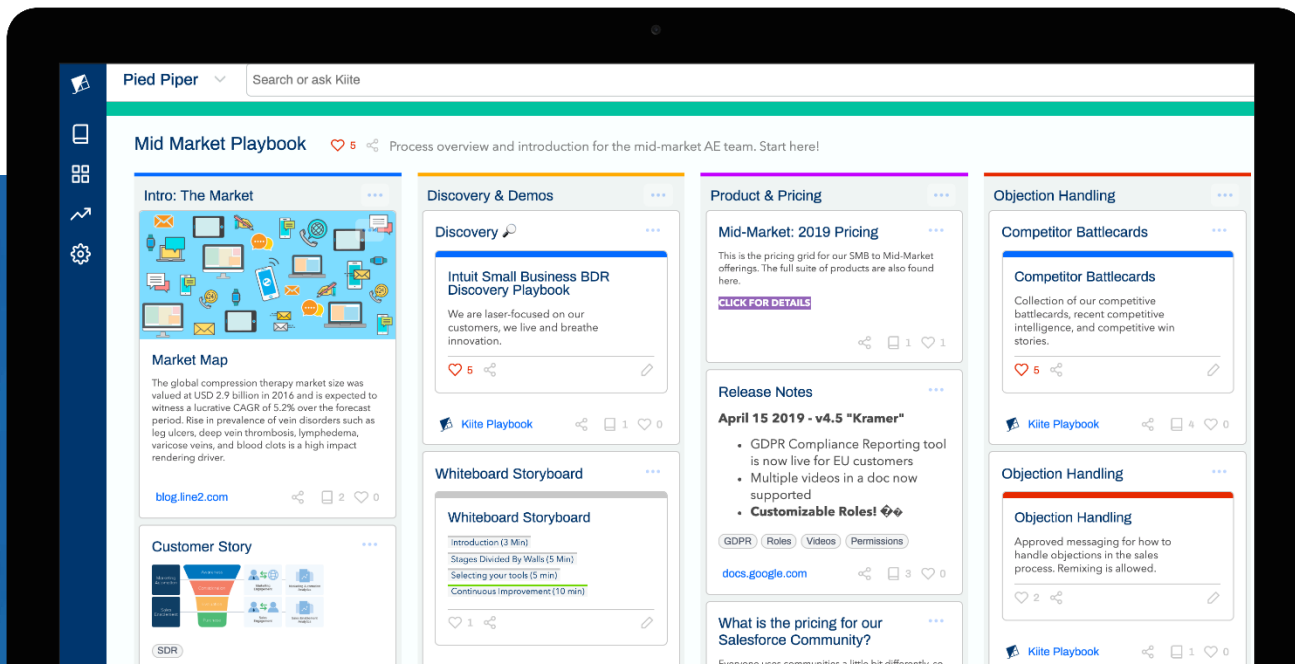 Pied Piper
Search or ask Kiite
Mid Market Playbook
5
Process overview and introduction for the mid-market AE team. Start here!
Intro: The Market
Market Map
The global compression therapy market size was
valued at USD 2.9 billion in 2016 and is expected to
witness a lucrative CAGR of 5.2% over the forecast
period. Rise in prevalence of vein disorders such as
leg ulcers, deep vein thrombosis, lymphedema,
varicose veins, and blood clots is a high impact
rendering driver.
blog.line2.com
2
0
Customer Story
SDR
Discovery & Demos
Discovery
Intuit Small Business BDR
Discovery Playbook
We are laser-focused on our
customers, we live and breathe
innovation.
5
Kiite Playbook
1
0
Whiteboard Storyboard
Whiteboard Storyboard
Introduction (3 Min)
Stages Divided By Walls (5 Min)
Selecting your tools (5 min)
Continuous Improvement (10 min)
1
Product & Pricing
Mid-Market: 2019 Pricing
This is the pricing grid for our SMB to Mid-Market
offerings. The full suite of products are also found
here.
CLICK FOR DETAILS
1
1
Release Notes
April 15 2019 - v4.5 "Kramer"
• GDPR Compliance Reporting tool
is now live for EU customers
• Multiple videos in a doc now
supported
• Customizable Roles! ��
GDPR
Roles
Videos
Permissions
docs.google.com
3
0
What is the pricing for our
Salesforce Community?
Everyone uses communities a little bit differently, so
Objection Handling
Competitor Battlecards
Competitor Battlecards
Collection of our competitive
battlecards, recent competitive
intelligence, and competitive win
stories.
5
Kiite Playbook
4
0
Objection Handling
Objection Handling
Approved messaging for how to
handle objections in the sales
process. Remixing is allowed.
2
Kiite Playbook
1
0